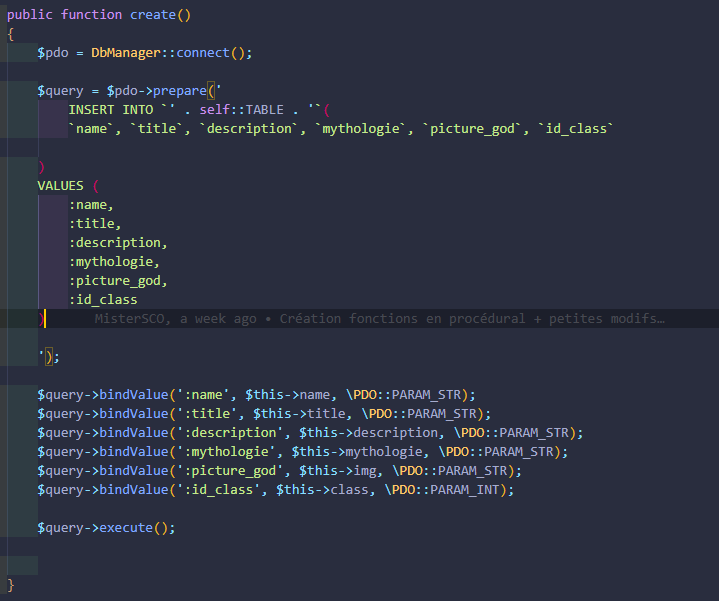 public function create()
{
    $pdo = DbManager::connect();
    $query = $pdo->prepare('
        INSERT INTO `' . self::TABLE . '`(
        `name`, `title`, `description`, `mythologie`, `picture_god`, `id_class`
    )
    VALUES (
        :name,
        :title,
        :description,
        :mythologie,
        :picture_god,
        :id_class
    ) MisterSCO, a week ago • Création fonctions en procédural + petites modifs…
    ');
    $query->bindValue(':name', $this->name, \PDO::PARAM_STR);
    $query->bindValue(':title', $this->title, \PDO::PARAM_STR);
    $query->bindValue(':description', $this->description, \PDO::PARAM_STR);
    $query->bindValue(':mythologie', $this->mythologie, \PDO::PARAM_STR);
    $query->bindValue(':picture_god', $this->img, \PDO::PARAM_STR);
    $query->bindValue(':id_class', $this->class, \PDO::PARAM_INT);
    $query->execute();
}